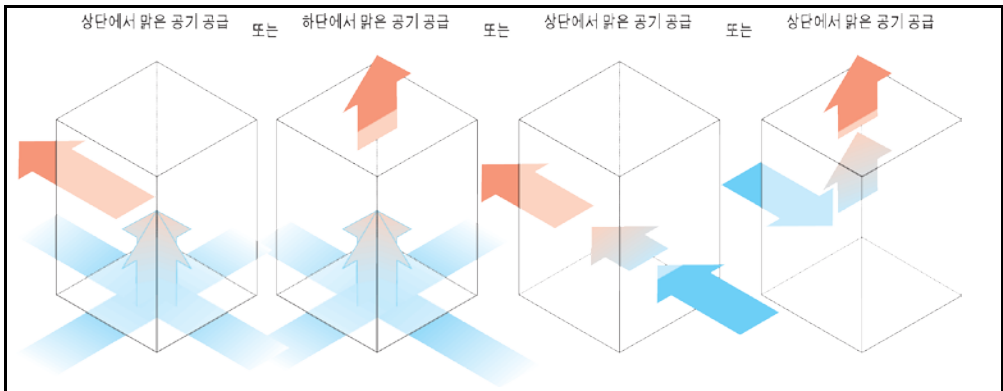 상단에서 맑은 공기 공급 또는 하단에서 맑은 공기 공급 또는 상단에서 맑은 공기 공급 또는 상단에서 맑은 공기 공급